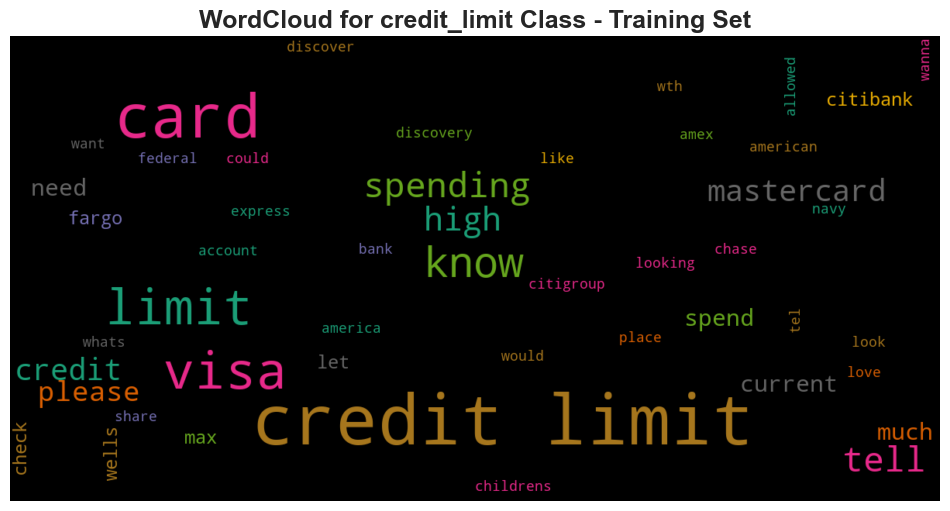 WordCloud for credit_limit Class - Training Set
discover
wanna
allowed
wth
citibank
card
discovery
amex
want
american
federal
could
like
need
spending
mastercard
fargo
express
high
navy
account
bank
know
chase
looking
citigroup
limit
america
spend
tel
place
whats
look
would
let
visa
credit
love
please
current
share
credit limit
check
wells
max
much
tell
childrens